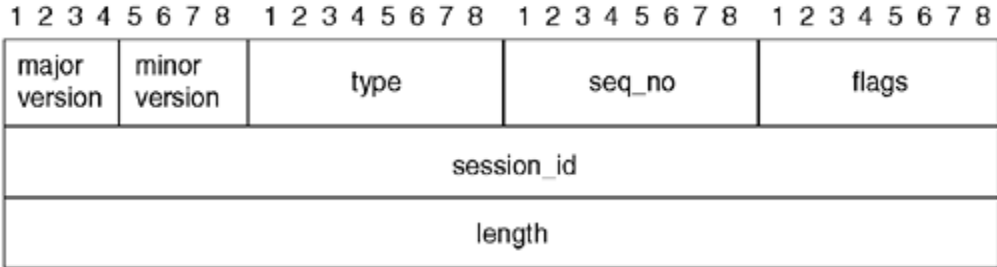 1 2 3 4 5 6 7 8 1 2 3 4 5 6 7 8 1 2 3 4 5 6 7 8 1 2 3 4 5 6 7 8
major version minor version type seq_no flags
session_id
length